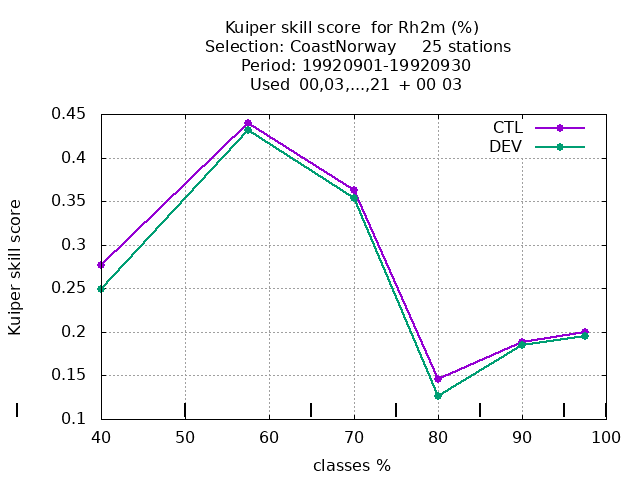 Kuiper skill score  for Rh2m (%)
Selection: CoastNorway     25 stations
Period: 19920901-19920930
Used  00,03,...,21  + 00 03
CTL
DEV
Kuiper skill score
0.45
0.4
0.35
0.3
0.25
0.2
0.15
0.1
40 50 60 70 80 90 100
classes %